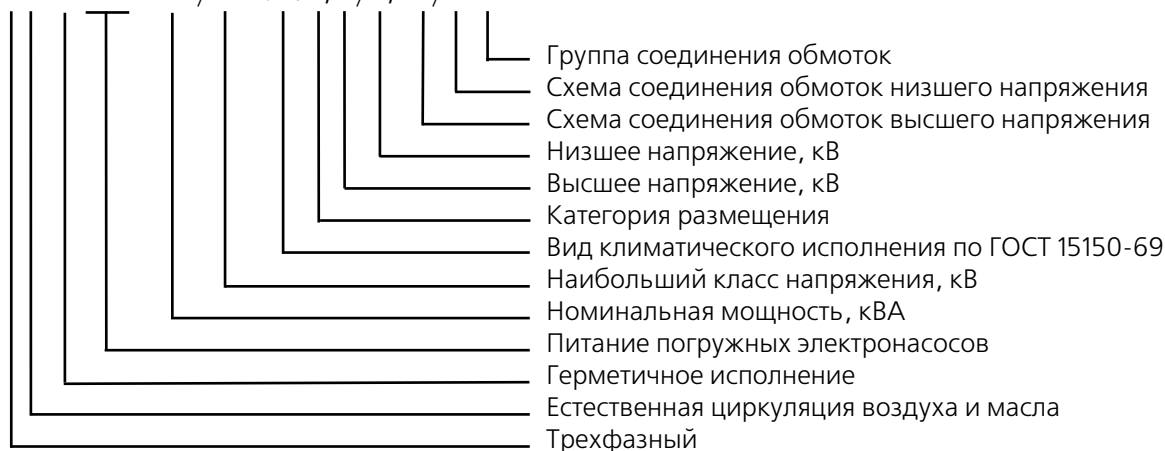 Группа соединения обмоток
Схема соединения обмоток низшего напряжения
Схема соединения обмоток высшего напряжения
Низшее напряжение, кВ
Высшее напряжение, кВ
Категория размещения
Вид климатического исполнения по ГОСТ 15150-69
Наибольший класс напряжения, кВ
Номинальная мощность, кВА
Питание погружных электронасосов
Герметичное исполнение
Естественная циркуляция воздуха и масла
Трехфазный